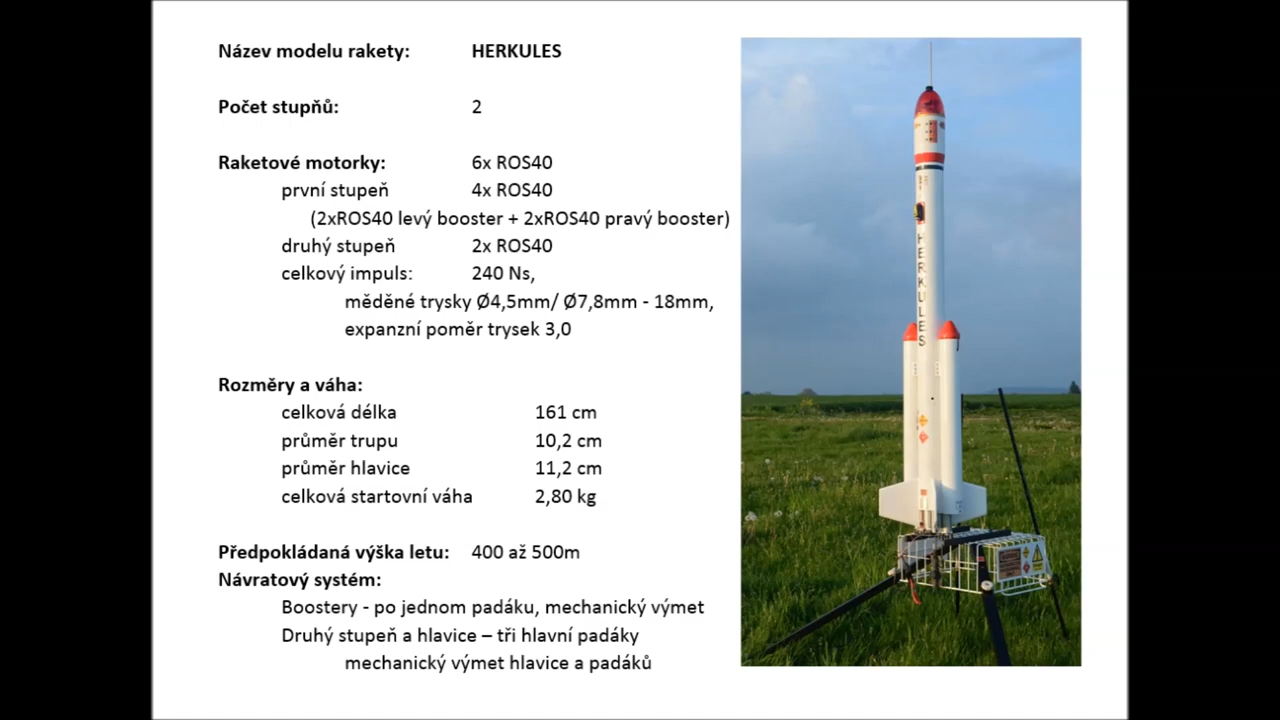 Název modelu rakety: HERKULES
Počet stupňů: 2
Raketové motorky: 6x ROS40
první stupeň 4x ROS40
(2xROS40 levý booster + 2xROS40 pravý booster)
druhý stupeň 2x ROS40
celkový impuls: 240 Ns,
měděné trysky Ø4,5mm/ Ø7,8mm - 18mm,
expanzní poměr trysek 3,0
Rozměry a váha:
celková délka 161 cm
průměr trupu 10,2 cm
průměr hlavice 11,2 cm
celková startovní váha 2,80 kg
Předpokládaná výška letu: 400 až 500m
Návratový systém:
Boostery - po jednom padáku, mechanický výmet
Druhý stupeň a hlavice – tři hlavní padáky
mechanický výmet hlavice a padáků
HERKULES